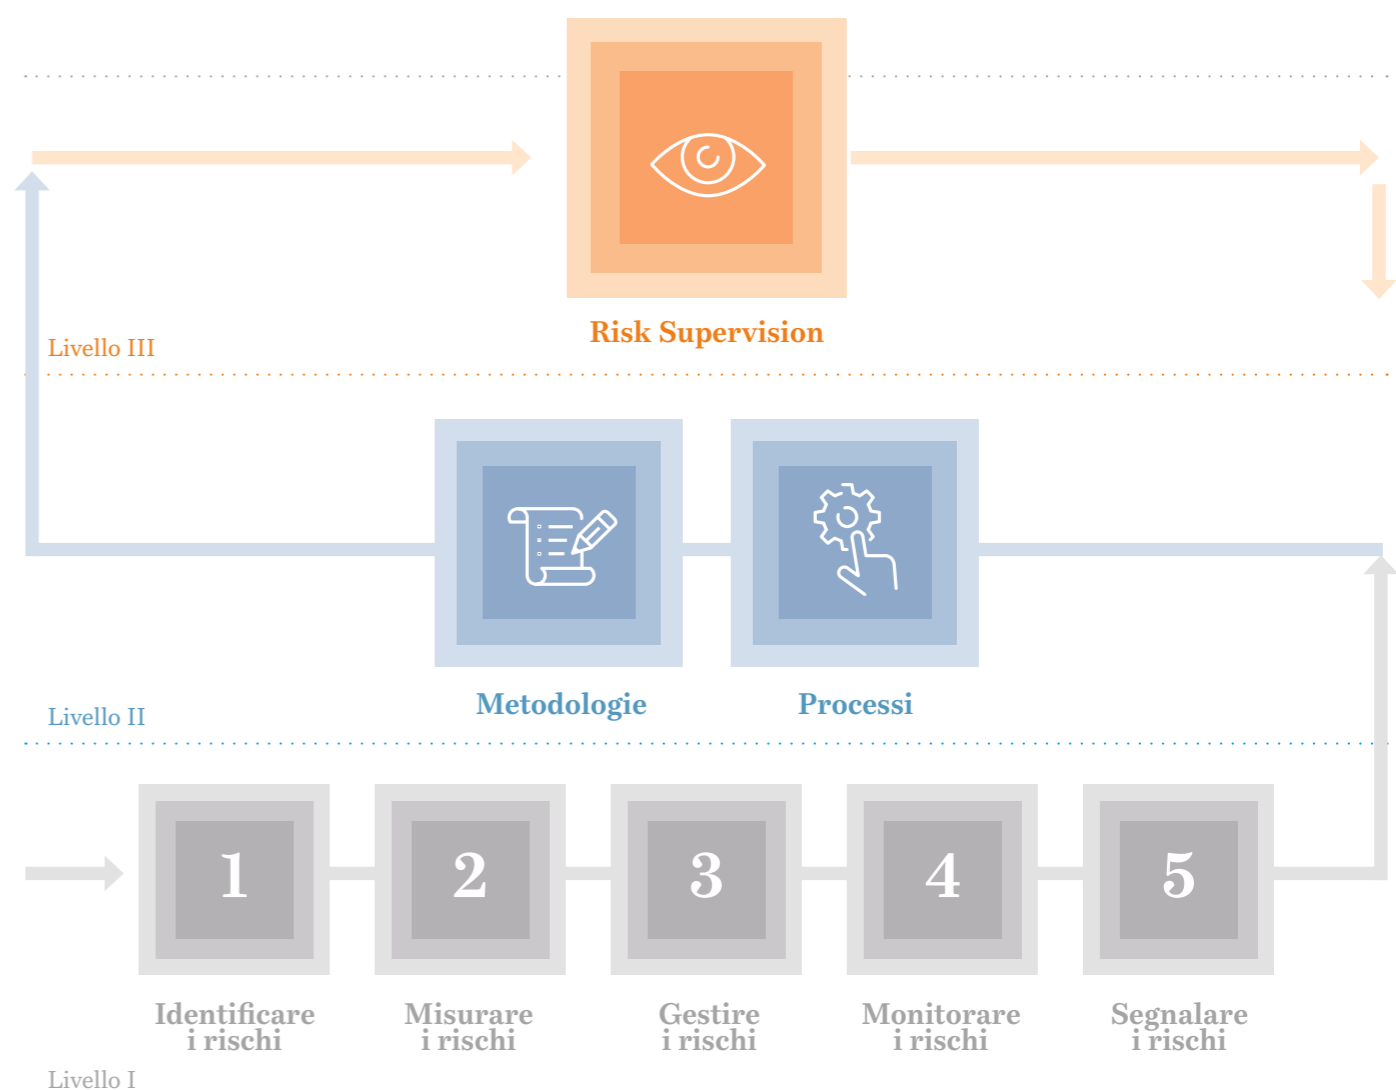 Risk Supervision
Livello III
Metodologie
Processi
Livello II
1
2
3
4
5
Identificare
i rischi
Misurare
i rischi
Gestire
i rischi
Monitorare
i rischi
Segnalare
i rischi
Livello I